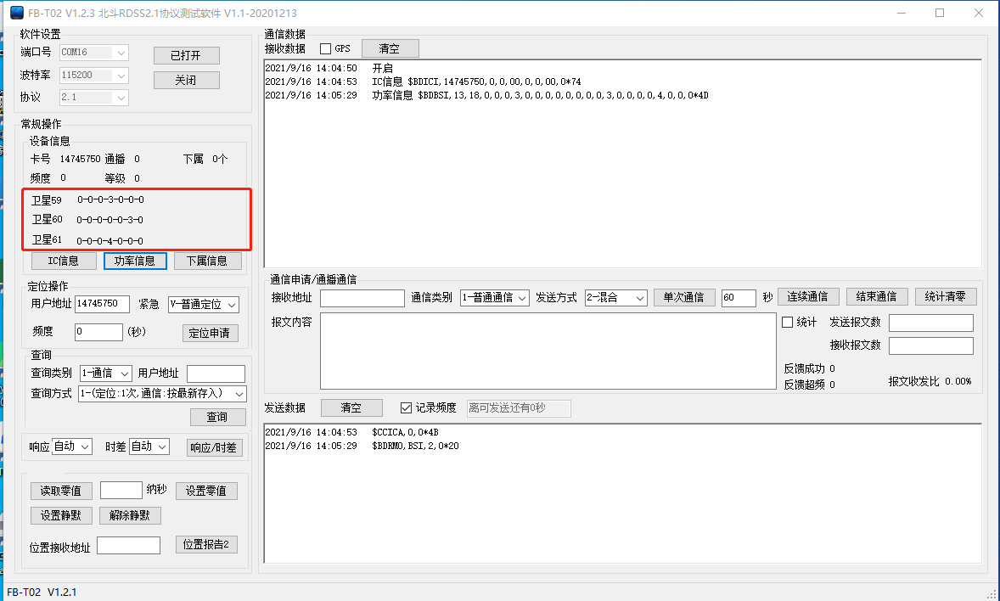 FB-T02 V1.2.3 北斗RDSS2.1协议测试软件 V1.1-20201213
软件设置
端口号 COM16 已打开
波特率 115200 关闭
协议 2.1
常规操作
设备信息
卡号 14745750 通播 0 下属 0个
频度 0 等级 0
卫星59 0-0-0-3-0-0-0
卫星60 0-0-0-0-0-3-0
卫星61 0-0-0-4-0-0-0
IC信息 功率信息 下属信息
定位操作
用户地址 14745750 紧急 V-普通定位
频度 0 (秒) 定位申请
查询
查询类别 1-通信 用户地址
查询方式 1-(定位:1次,通信:按最新存入)
查询
响应 自动 时差 自动 响应/时差
读取零值 纳秒 设置零值
设置静默 解除静默
位置接收地址 位置报告2
通信数据
接收数据 GPS 清空
2021/9/16 14:04:50 开启
2021/9/16 14:04:53 IC信息 $BDICI,14745750,0,0,00,0,0,00,0*74
2021/9/16 14:05:29 功率信息 $BDBSI,13,18,0,0,0,3,0,0,0,0,0,0,0,0,3,0,0,0,0,4,0,0,0*4D
通信申请/通播通信
接收地址 通信类别 1-普通通信 发送方式 2-混合 单次通信 60 秒 连续通信 结束通信 统计清零
报文内容 统计 发送报文数
接收报文数
反馈成功 0
反馈超频 0 报文收发比 0.00%
发送数据 清空 记录频度 离可发送还有0秒
2021/9/16 14:04:53 $CCICA,0,0*4B
2021/9/16 14:05:29 $BDRMO,BSI,2,0*20
FB-T02 V1.2.1